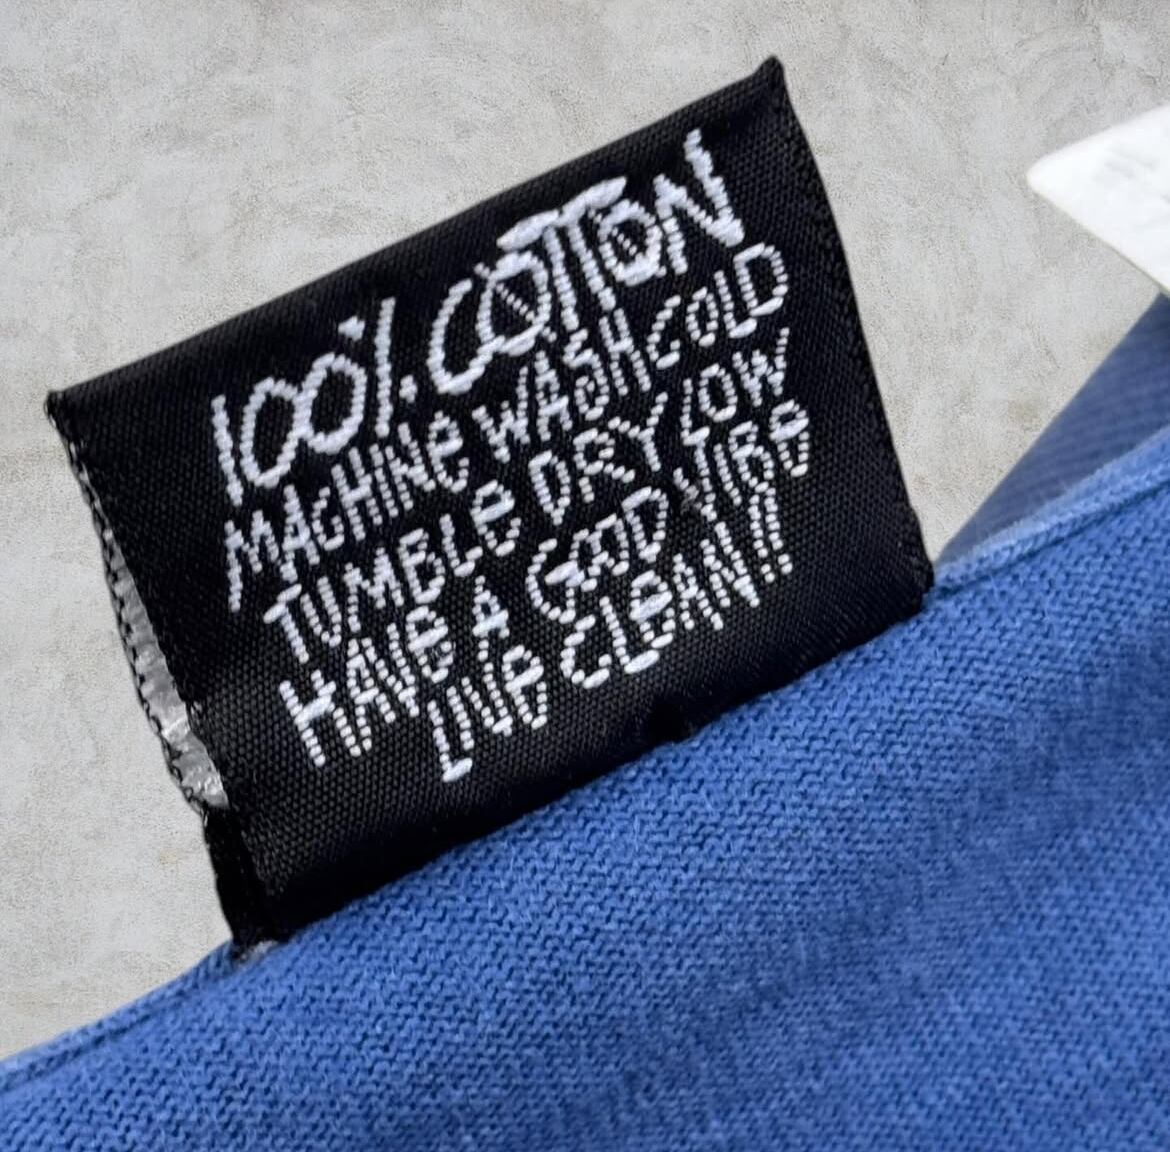 100% COTTON
MACHINe WASH COLD
TUMBLe DRY LOW
HAVE A GOOD VIBe
LIVE CLEAN!!